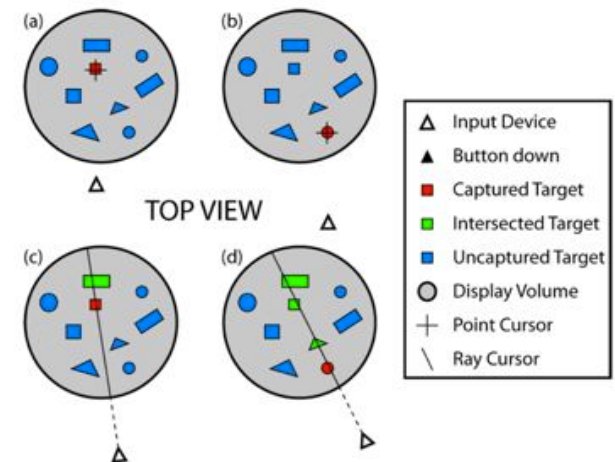 (a)
(b)
TOP VIEW
(c)
(d)
Input Device
Button down
Captured Target
Intersected Target
Uncaptured Target
Display Volume
Point Cursor
Ray Cursor